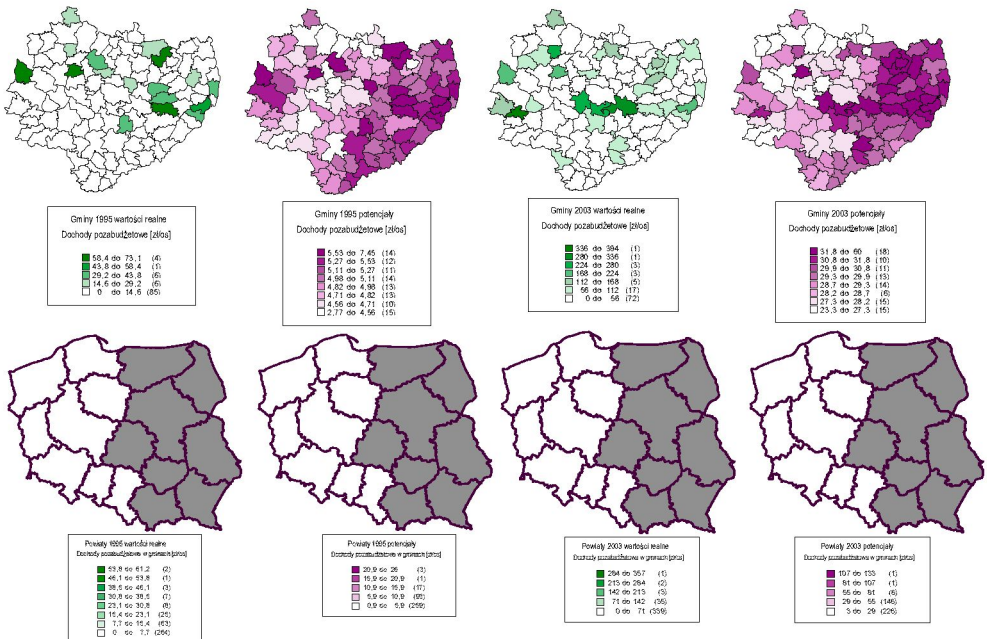 Gminy 1995 wartości realne
Dochody pozabudżetowe [zł/os]
58,4 do 73,1 (4)
43,8 do 58,4 (1)
29,2 do 43,8 (6)
14,6 do 29,2 (6)
0 do 14,6 (85)
Gminy 1995 potencjały
Dochody pozabudżetowe [zł/os]
5,53 do 7,45 (14)
5,27 do 5,53 (12)
5,11 do 5,27 (11)
4,98 do 5,11 (14)
4,82 do 4,98 (13)
4,71 do 4,82 (13)
4,56 do 4,71 (10)
2,77 do 4,56 (15)
Gminy 2003 wartości realne
Dochody pozabudżetowe [zł/os]
336 do 394 (1)
280 do 336 (1)
224 do 280 (3)
168 do 224 (3)
112 do 168 (5)
56 do 112 (17)
0 do 56 (72)
Gminy 2003 potencjały
Dochody pozabudżetowe [zł/os]
31,8 do 60 (18)
30,8 do 31,8 (10)
29,9 do 30,8 (11)
29,3 do 29,9 (13)
28,7 do 29,3 (14)
28,2 do 28,7 (6)
27,3 do 28,2 (15)
23,3 do 27,3 (15)
Powiaty 1995 wartości realne
Dochody pozabudżetowe w gminach [zł/os]
53,8 do 61,2 (2)
46,1 do 53,8 (1)
38,5 do 46,1 (3)
30,8 do 38,5 (7)
23,1 do 30,8 (8)
15,4 do 23,1 (25)
7,7 do 15,4 (63)
0 do 7,7 (264)
Powiaty 1995 potencjały
Dochody pozabudżetowe w gminach [zł/os]
20,9 do 26 (3)
15,9 do 20,9 (1)
10,9 do 15,9 (17)
5,9 do 10,9 (93)
0,9 do 5,9 (259)
Powiaty 2003 wartości realne
Dochody pozabudżetowe w gminach [zł/os]
284 do 357 (1)
213 do 284 (2)
142 do 213 (3)
71 do 142 (35)
0 do 71 (339)
Powiaty 2003 potencjały
Dochody pozabudżetowe w gminach [zł/os]
107 do 133 (1)
81 do 107 (1)
55 do 81 (6)
29 do 55 (146)
3 do 29 (226)